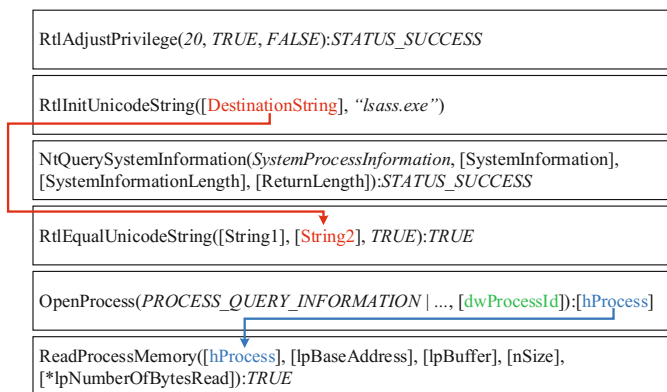 RtlAdjustPrivilege(20, TRUE, FALSE):STATUS_SUCCESS
RtlInitUnicodeString([DestinationString], “lsass.exe”)
NtQuerySystemInformation(SystemProcessInformation, [SystemInformation],
[SystemInformationLength], [ReturnLength]):STATUS_SUCCESS
RtlEqualUnicodeString([String1], [String2], TRUE):TRUE
OpenProcess(PROCESS_QUERY_INFORMATION | ..., [dwProcessId]):[hProcess]
ReadProcessMemory([hProcess], [lpBaseAddress], [lpBuffer], [nSize],
[*lpNumberOfBytesRead]):TRUE